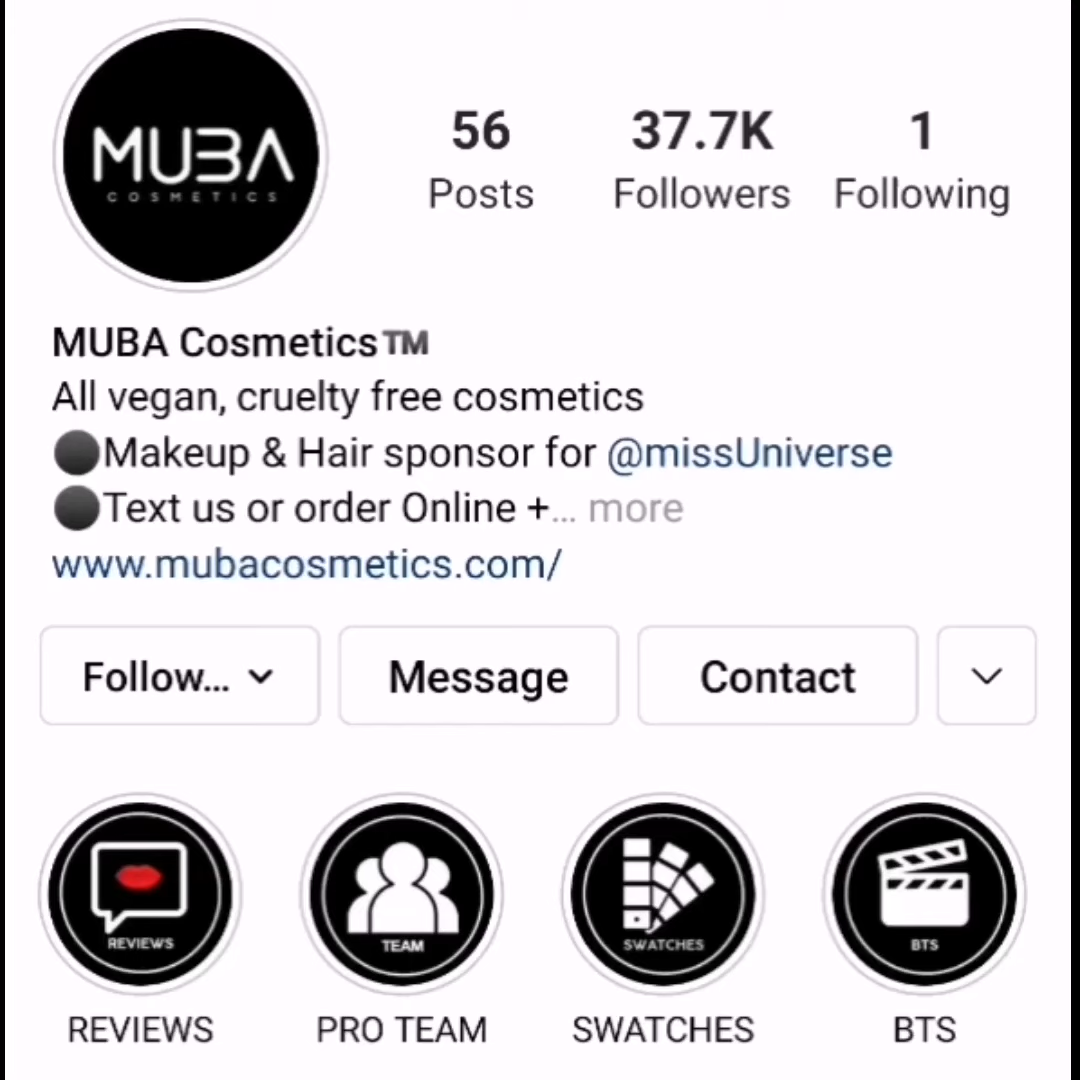 MUBA
COSMETICS
56 37.7K 1
Posts Followers Following
MUBA Cosmetics™️
All vegan, cruelty free cosmetics
⚫Makeup & Hair sponsor for @missUniverse
⚫Text us or order Online +... more
www.mubacosmetics.com/
Follow... Message Contact
REVIEWS TEAM SWATCHES BTS
REVIEWS PRO TEAM SWATCHES BTS